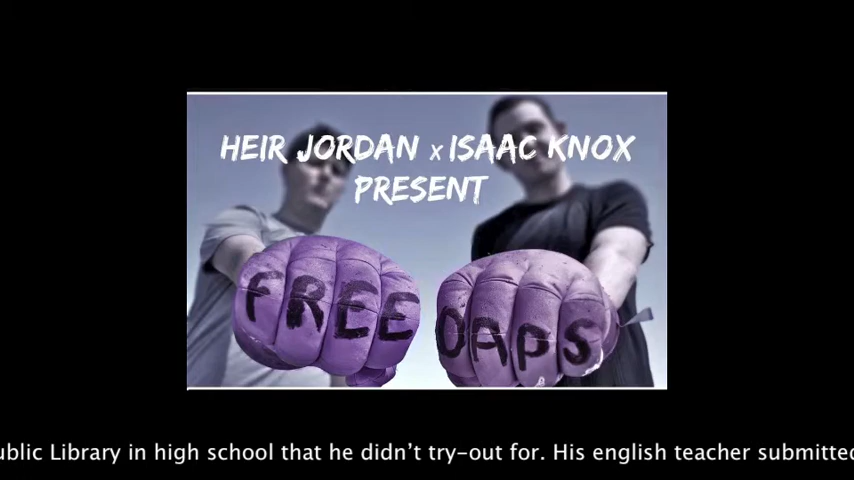 HEIR JORDAN x ISAAC KNOX
PRESENT
FREE DAPS
ublic Library in high school that he didn't try-out for. His english teacher submitted